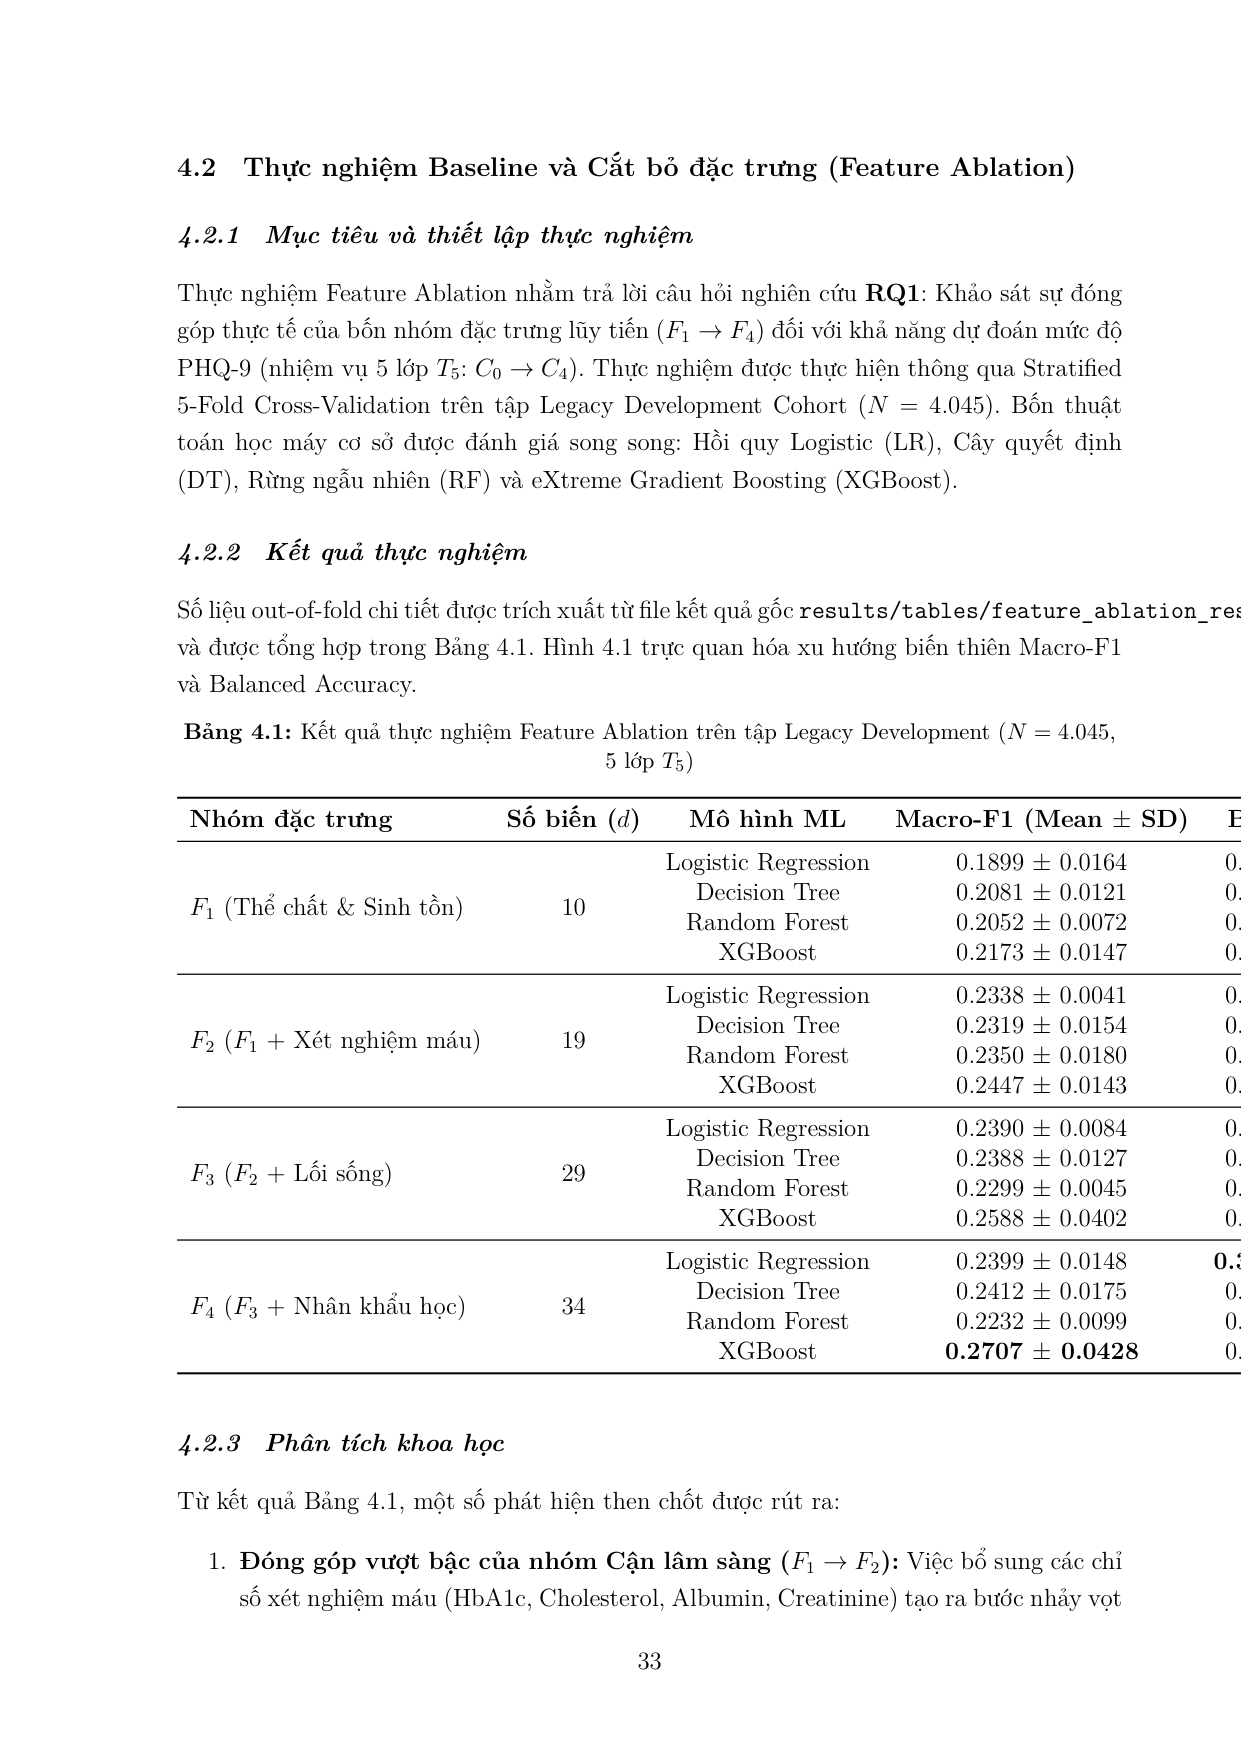 4.2 Thực nghiệm Baseline và Cắt bỏ đặc trưng (Feature Ablation)
4.2.1 Mục tiêu và thiết lập thực nghiệm
Thực nghiệm Feature Ablation nhằm trả lời câu hỏi nghiên cứu RQ1: Khảo sát sự đóng
góp thực tế của bốn nhóm đặc trưng lũy tiến (F₁ → F₄) đối với khả năng dự đoán mức độ
PHQ-9 (nhiệm vụ 5 lớp T₅: C₀ → C₄). Thực nghiệm được thực hiện thông qua Stratified
5-Fold Cross-Validation trên tập Legacy Development Cohort (N = 4.045). Bốn thuật
toán học máy cơ sở được đánh giá song song: Hồi quy Logistic (LR), Cây quyết định
(DT), Rừng ngẫu nhiên (RF) và eXtreme Gradient Boosting (XGBoost).
4.2.2 Kết quả thực nghiệm
Số liệu out-of-fold chi tiết được trích xuất từ file kết quả gốc results/tables/feature_ablation_res
và được tổng hợp trong Bảng 4.1. Hình 4.1 trực quan hóa xu hướng biến thiên Macro-F1
và Balanced Accuracy.
Bảng 4.1: Kết quả thực nghiệm Feature Ablation trên tập Legacy Development (N = 4.045,
5 lớp T₅)
Nhóm đặc trưng Số biến (d) Mô hình ML Macro-F1 (Mean ± SD) B
Logistic Regression 0.1899 ± 0.0164 0.
Decision Tree 0.2081 ± 0.0121 0.
F₁ (Thể chất & Sinh tồn) 10
Random Forest 0.2052 ± 0.0072 0.
XGBoost 0.2173 ± 0.0147 0.
Logistic Regression 0.2338 ± 0.0041 0.
Decision Tree 0.2319 ± 0.0154 0.
F₂ (F₁ + Xét nghiệm máu) 19
Random Forest 0.2350 ± 0.0180 0.
XGBoost 0.2447 ± 0.0143 0.
Logistic Regression 0.2390 ± 0.0084 0.
Decision Tree 0.2388 ± 0.0127 0.
F₃ (F₂ + Lối sống) 29
Random Forest 0.2299 ± 0.0045 0.
XGBoost 0.2588 ± 0.0402 0.
Logistic Regression 0.2399 ± 0.0148 0.3
Decision Tree 0.2412 ± 0.0175 0.
F₄ (F₃ + Nhân khẩu học) 34
Random Forest 0.2232 ± 0.0099 0.
XGBoost 0.2707 ± 0.0428 0.
4.2.3 Phân tích khoa học
Từ kết quả Bảng 4.1, một số phát hiện then chốt được rút ra:
1. Đóng góp vượt bậc của nhóm Cận lâm sàng (F₁ → F₂): Việc bổ sung các chỉ
số xét nghiệm máu (HbA1c, Cholesterol, Albumin, Creatinine) tạo ra bước nhảy vọt
33